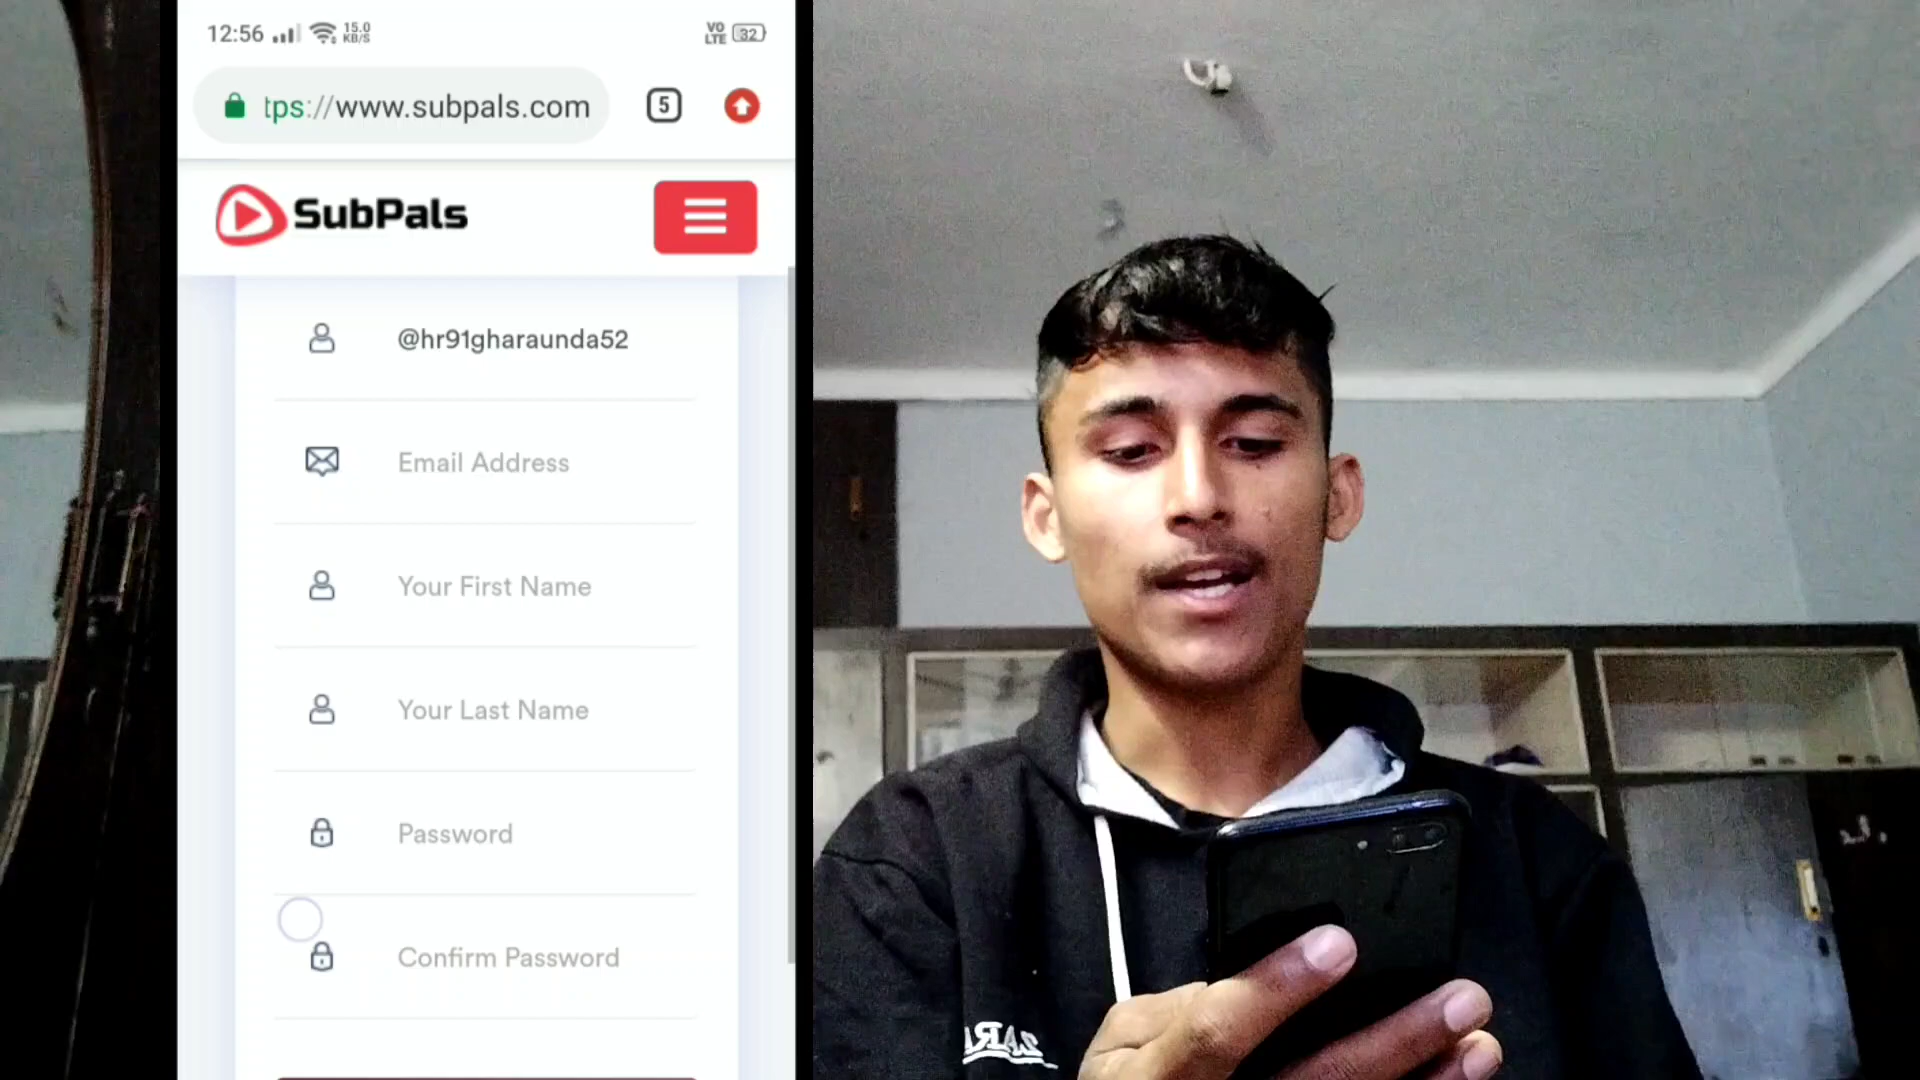 12:56 15.0 KB/S VO LTE 32
tps://www.subpals.com 5
SubPals
@hr91gharaunda52
Email Address
Your First Name
Your Last Name
Password
Confirm Password